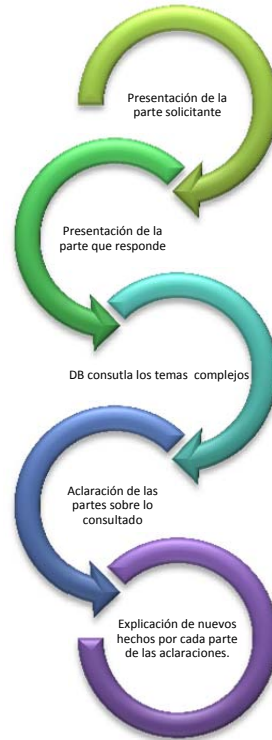 Presentación de la
parte solicitante
Presentación de la
parte que responde
DB consutla los temas complejos
Aclaración de las
partes sobre lo
consultado
Explicación de nuevos
hechos por cada parte
de las aclaraciones.